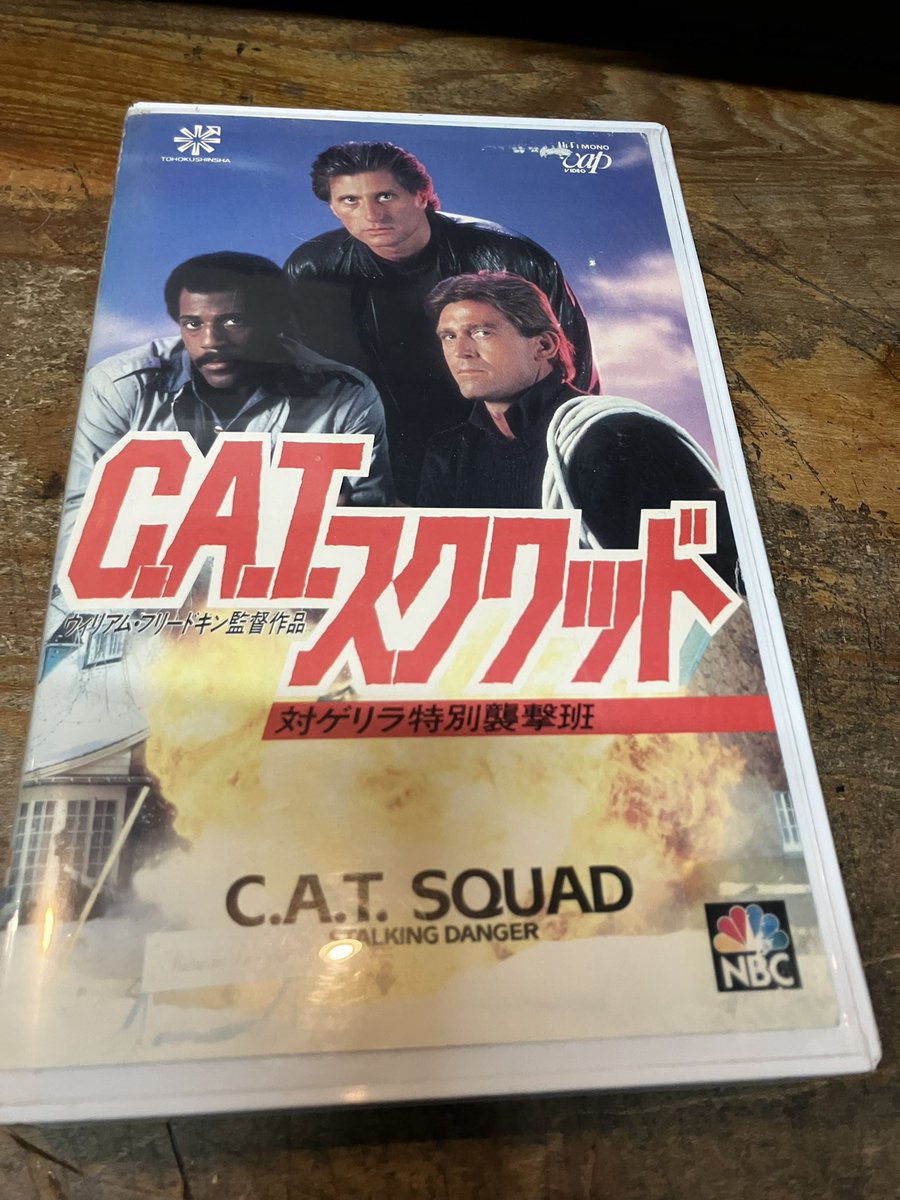 TOHOKUSHINSHA
Hi Fi MONO
vap
VIDEO
C.A.T.スクワッド
ウィリアム・フリードキン監督作品
対ゲリラ特別襲撃班
C.A.T. SQUAD
STALKING DANGER
NBC